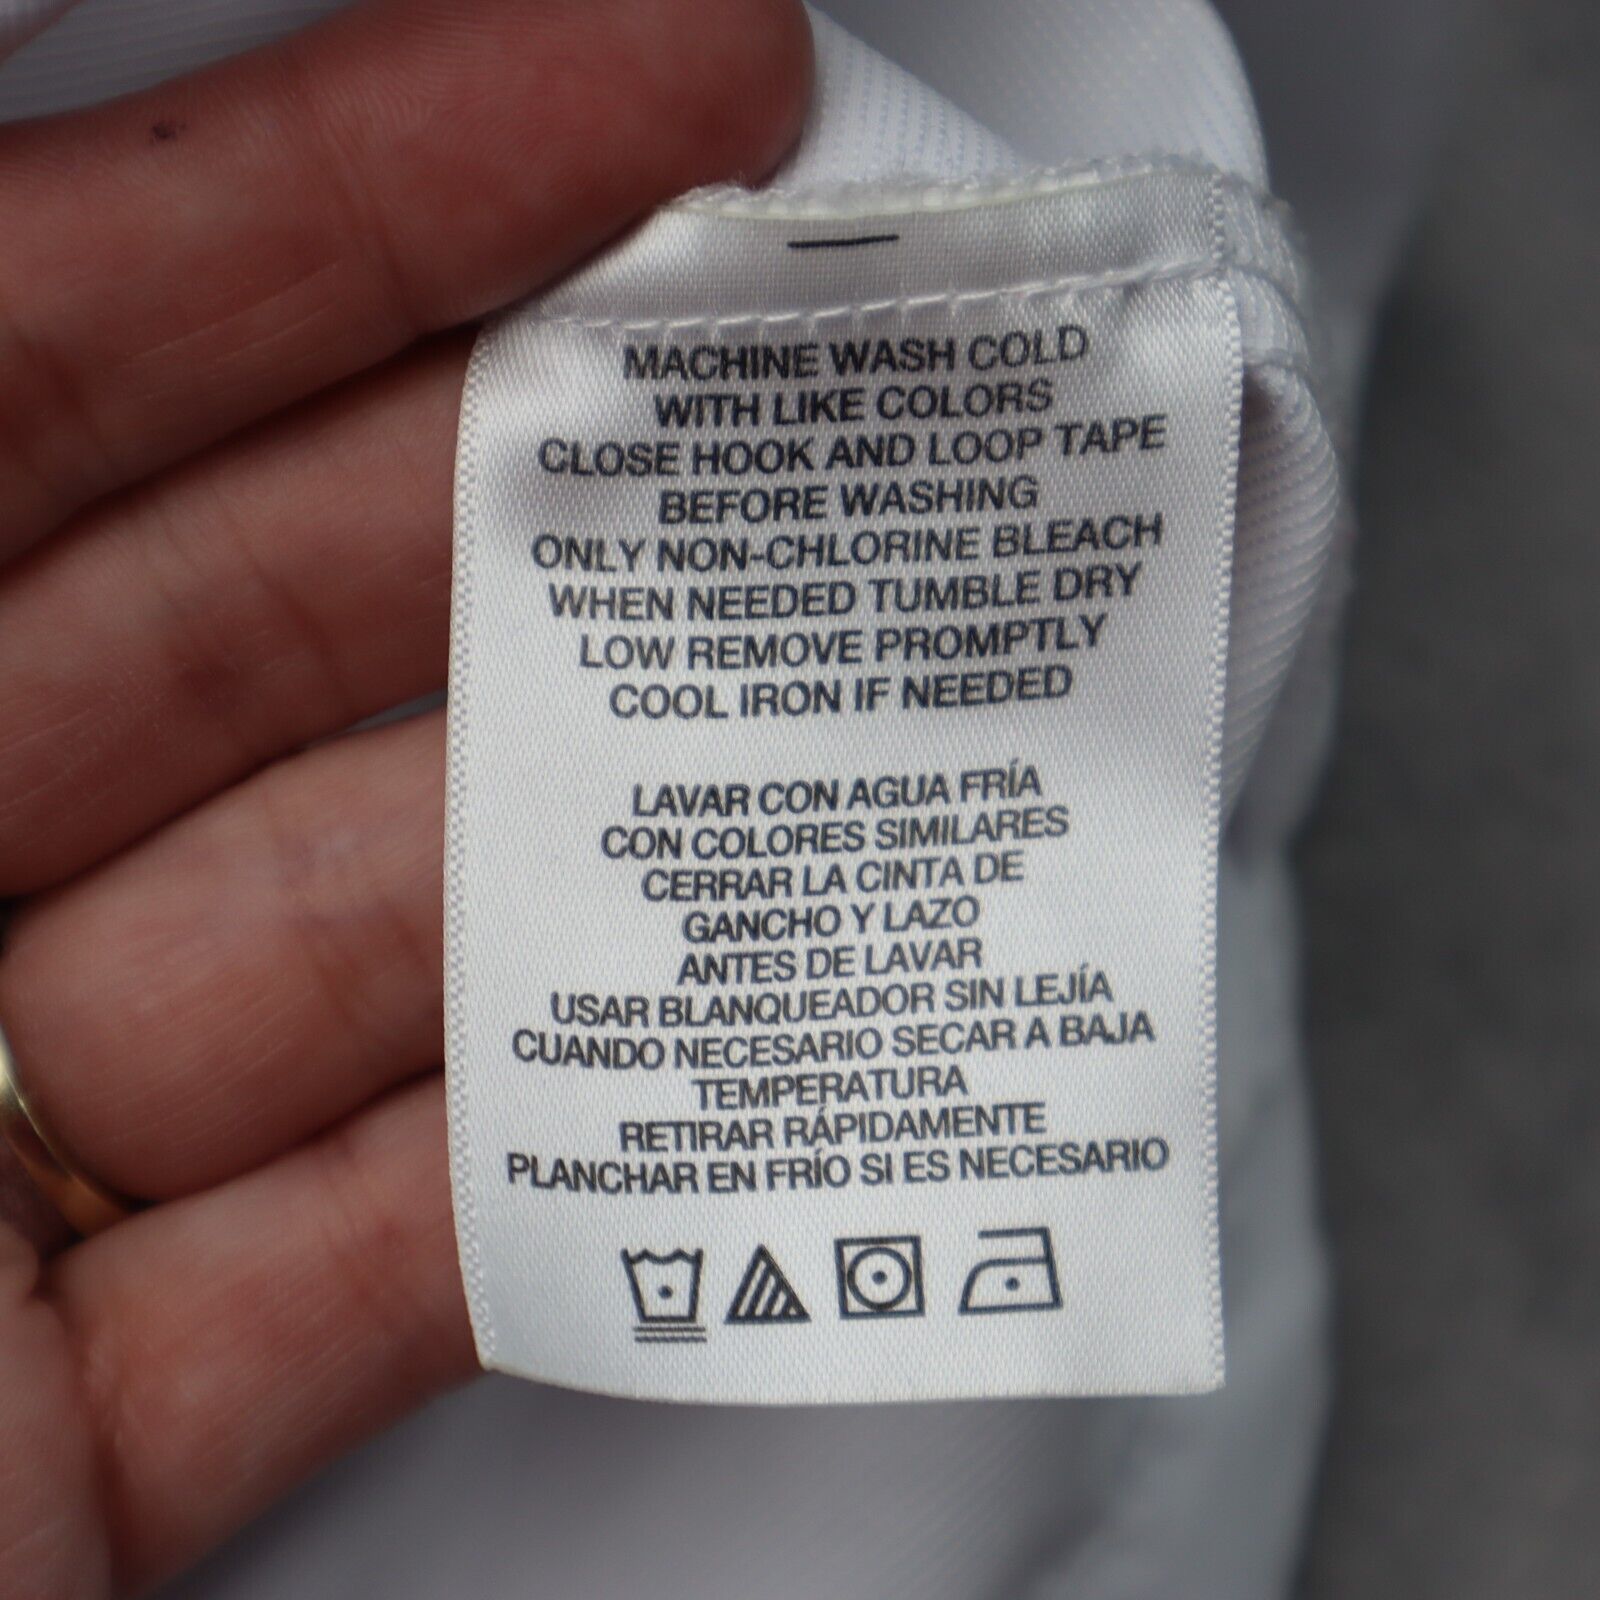 MACHINE WASH COLD
WITH LIKE COLORS
CLOSE HOOK AND LOOP TAPE
BEFORE WASHING
ONLY NON-CHLORINE BLEACH
WHEN NEEDED TUMBLE DRY
LOW REMOVE PROMPTLY
COOL IRON IF NEEDED
LAVAR CON AGUA FRÍA
CON COLORES SIMILARES
CERRAR LA CINTA DE
GANCHO Y LAZO
ANTES DE LAVAR
USAR BLANQUEADOR SIN LEJÍA
CUANDO NECESARIO SECAR A BAJA
TEMPERATURA
RETIRAR RÁPIDAMENTE
PLANCHAR EN FRÍO SI ES NECESARIO